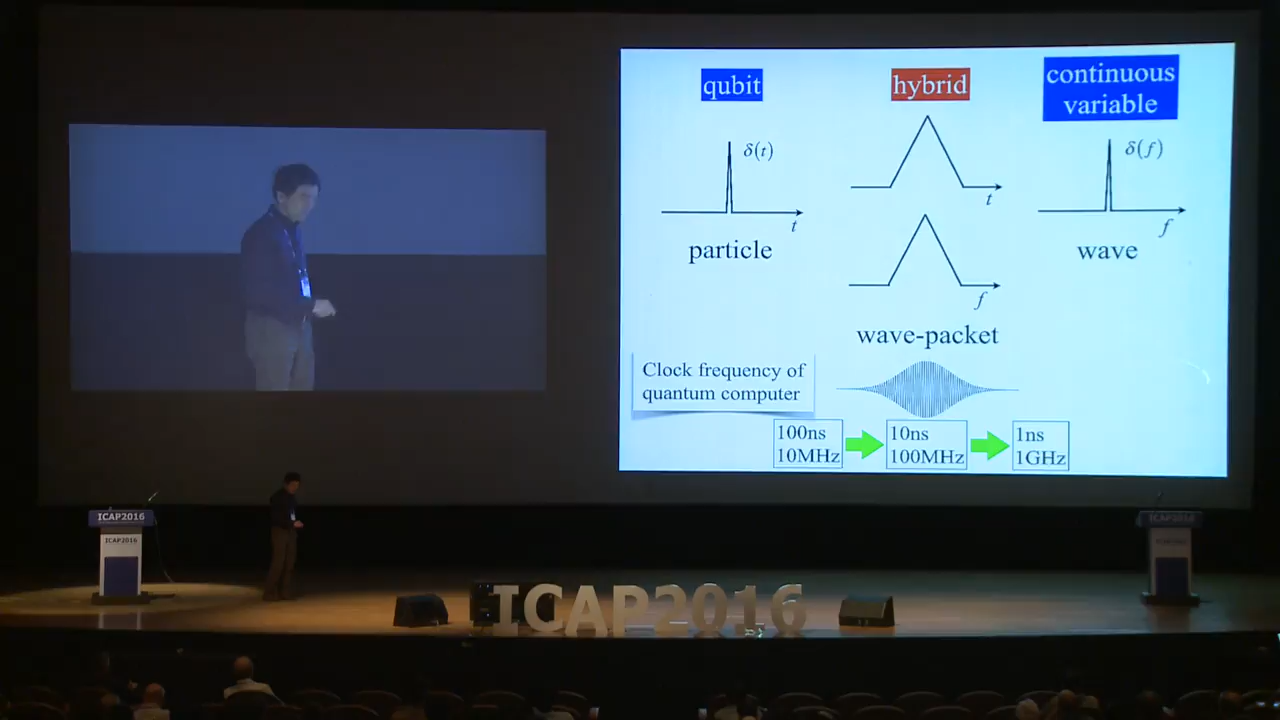 qubit
hybrid
continuous
variable
δ(t)
t
particle
t
f
wave-packet
δ(f)
f
wave
Clock frequency of
quantum computer
100ns
10MHz
10ns
100MHz
1ns
1GHz
ICAP2016
ICAP2016
ICAP2016
ICAP2016